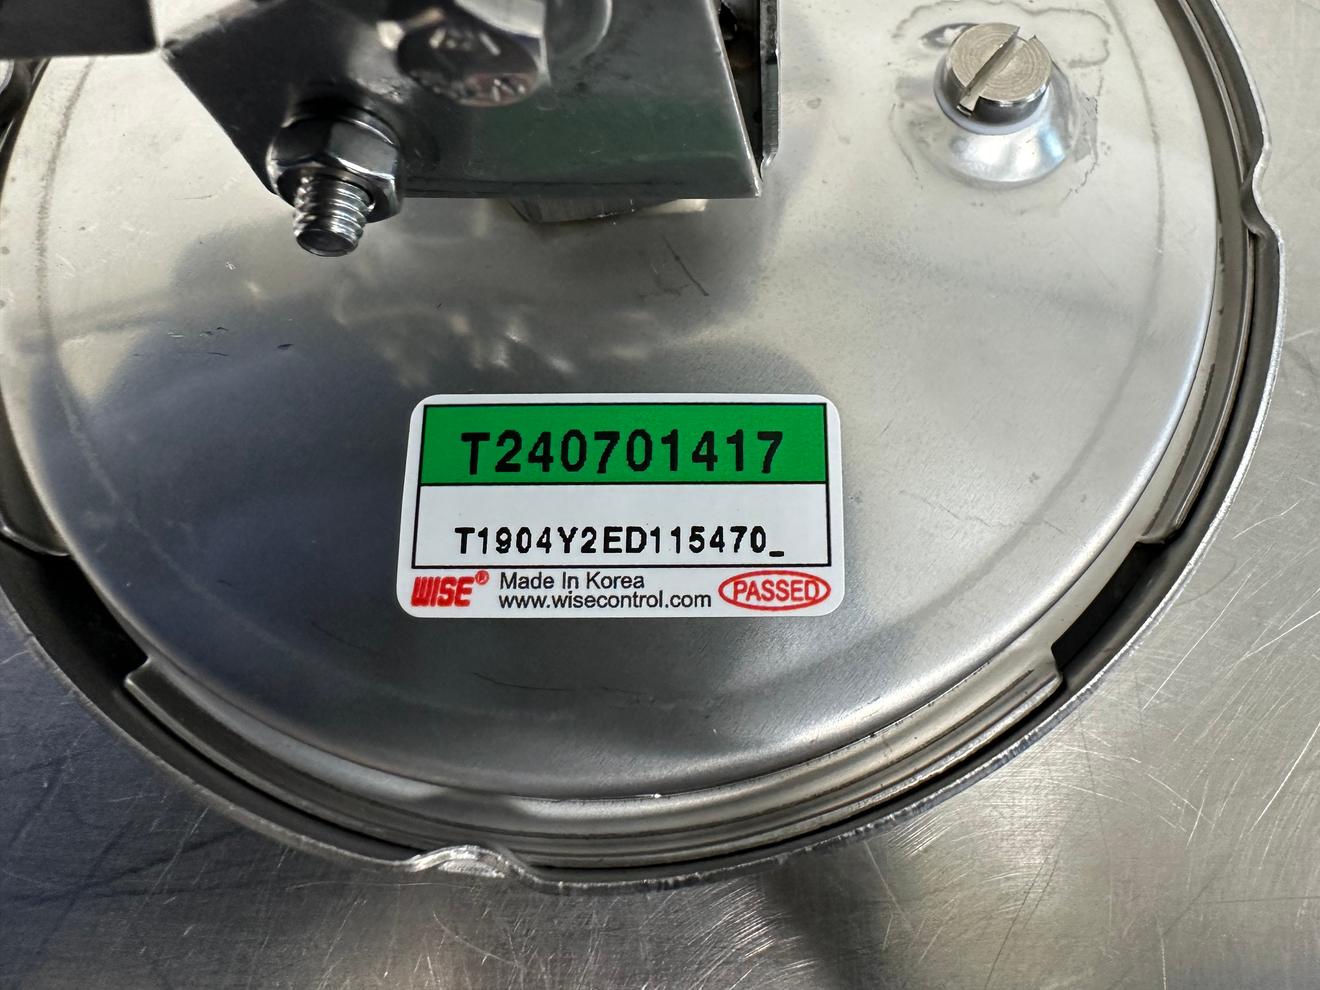 T240701417
T1904Y2ED115470_
WISE® Made In Korea
www.wisecontrol.com
PASSED